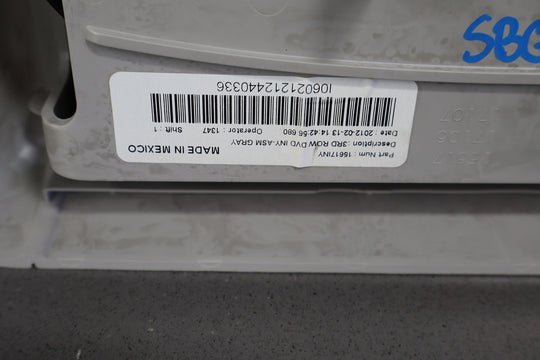 SBG
Part Num : 15617INY
Description : 3RD ROW DVD INY-ASM GRAY
MADE IN MEXICO
Date : 2012-02-13 14 42 56 680 Operator : 1347 Shift : 1
I060212124403​36